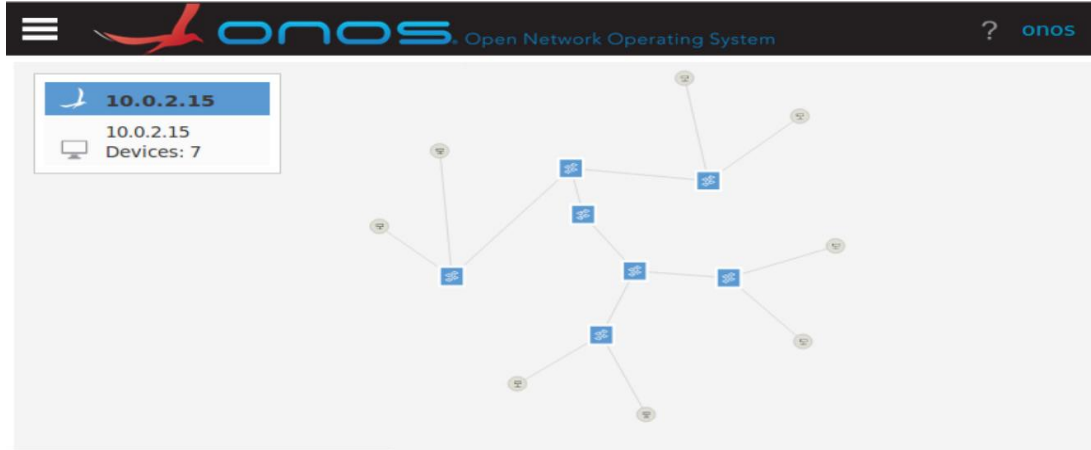 onos. Open Network Operating System
? onos
10.0.2.15
10.0.2.15
Devices: 7